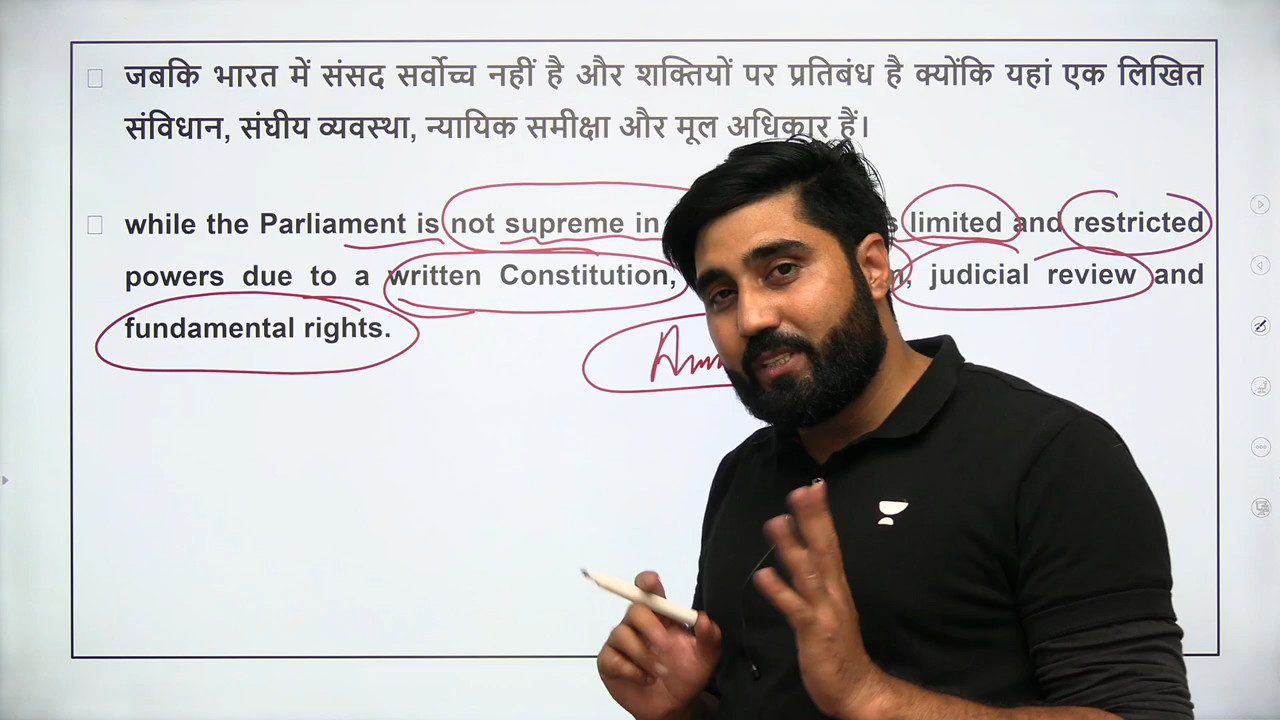 जबकि भारत में संसद सर्वोच्च नहीं है और शक्तियों पर प्रतिबंध है क्योंकि यहां एक लिखित
संविधान, संघीय व्यवस्था, न्यायिक समीक्षा और मूल अधिकार हैं।
while the Parliament is not supreme in limited and restricted
powers due to a written Constitution, judicial review and
fundamental rights.